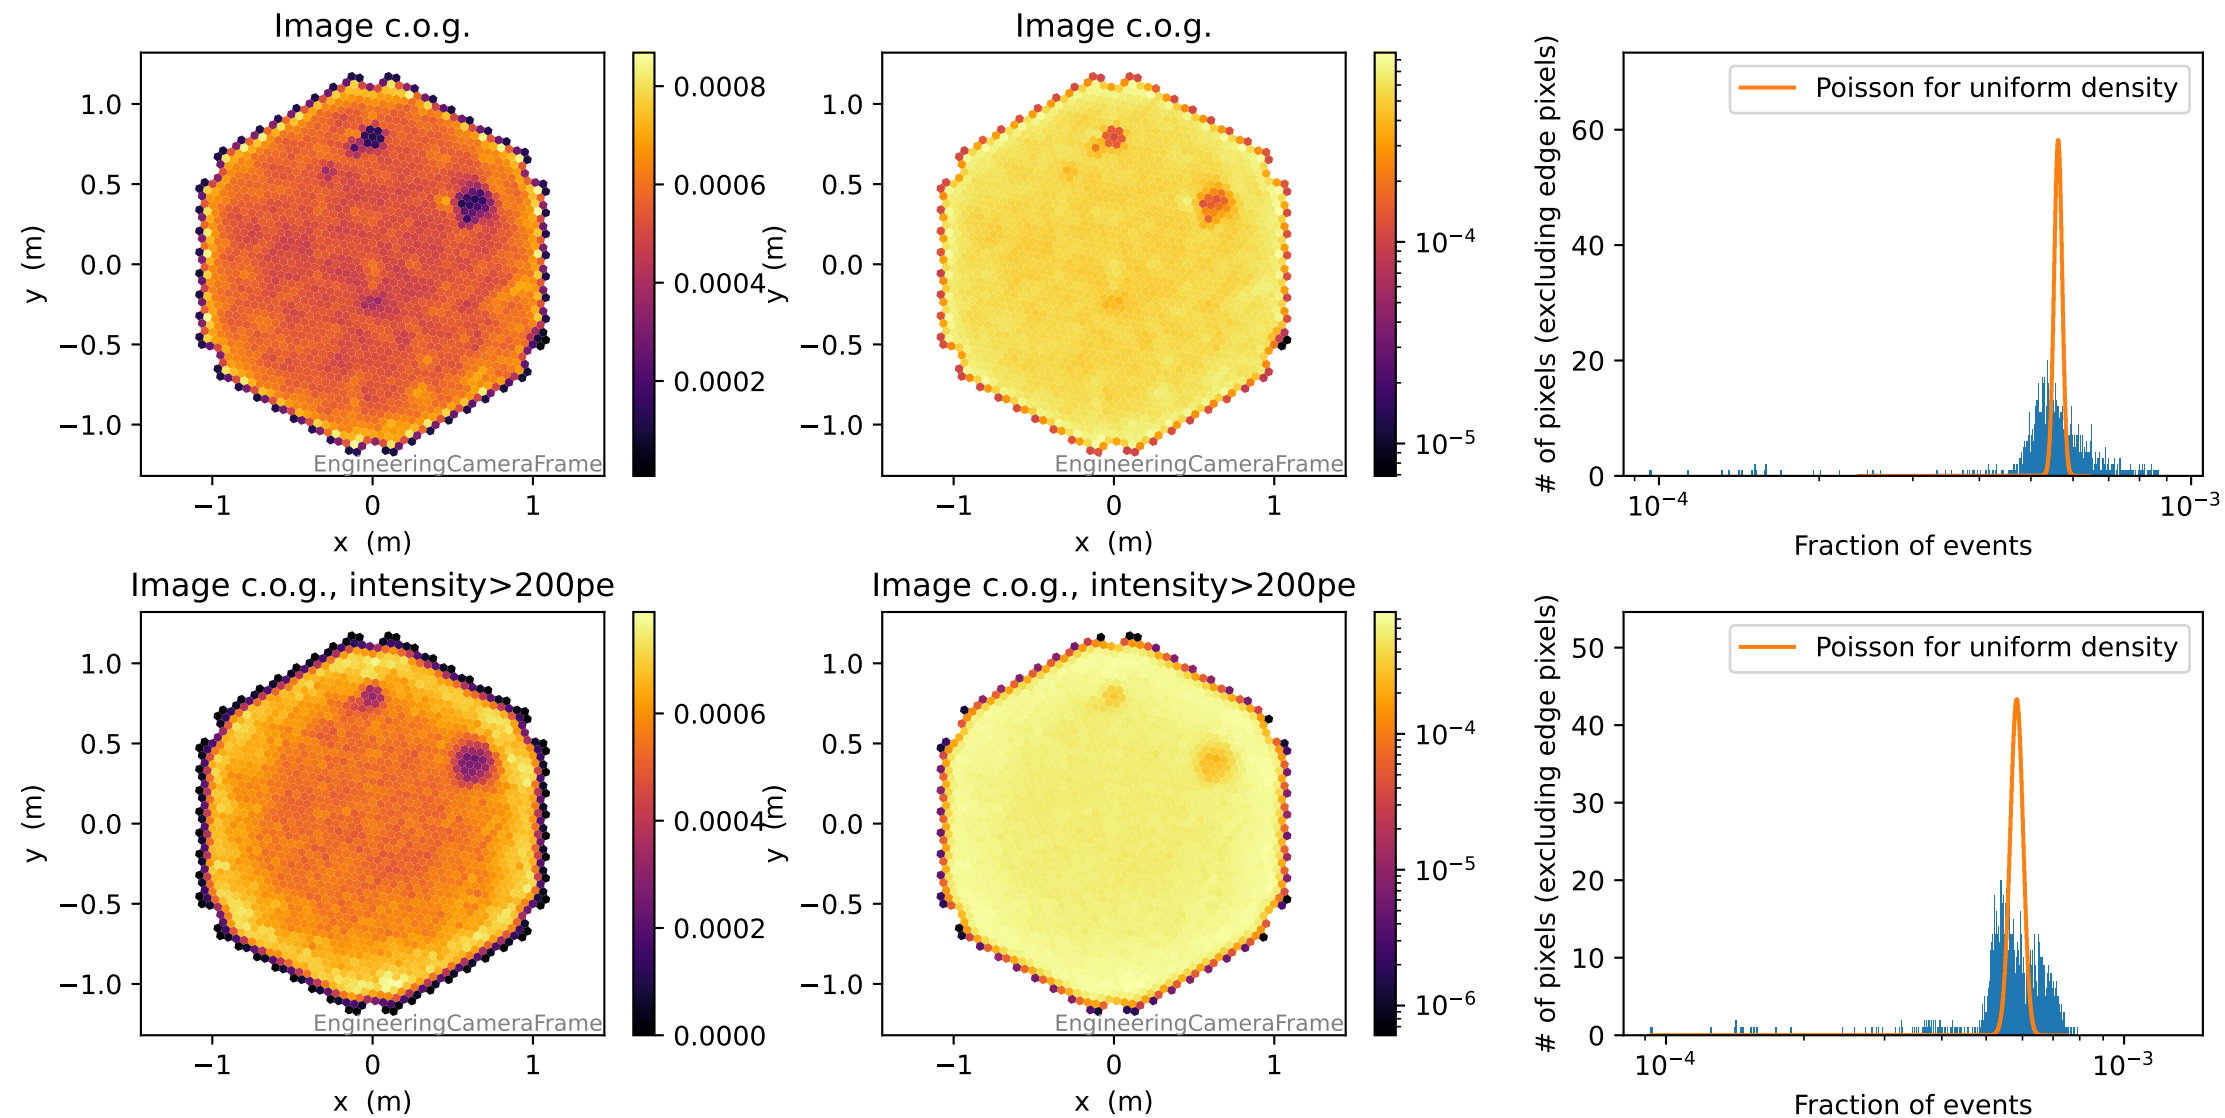 Image c.o.g.
1.0
0.5
0.0
−0.5
−1.0
y (m)
−1
0
1
x (m)
EngineeringCameraFrame
0.0008
0.0006
0.0004
0.0002
Image c.o.g.
1.0
0.5
0.0
−0.5
−1.0
y (m)
−1
0
1
x (m)
EngineeringCameraFrame
10⁻⁴
10⁻⁵
Poisson for uniform density
60
40
20
0
# of pixels (excluding edge pixels)
10⁻⁴
10⁻³
Fraction of events
Image c.o.g., intensity>200pe
1.0
0.5
0.0
−0.5
−1.0
y (m)
−1
0
1
x (m)
EngineeringCameraFrame
0.0006
0.0004
0.0002
0.0000
Image c.o.g., intensity>200pe
1.0
0.5
0.0
−0.5
−1.0
y (m)
−1
0
1
x (m)
EngineeringCameraFrame
10⁻⁴
10⁻⁵
10⁻⁶
Poisson for uniform density
50
40
30
20
10
0
# of pixels (excluding edge pixels)
10⁻⁴
10⁻³
Fraction of events